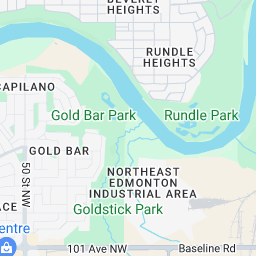 BEVERLY
HEIGHTS
RUNDLE
HEIGHTS
CAPILANO
Gold Bar Park
Rundle Park
GOLD BAR
50 St NW
NORTHEAST
EDMONTON
INDUSTRIAL AREA
ACE
Goldstick Park
entre
101 Ave NW
Baseline Rd